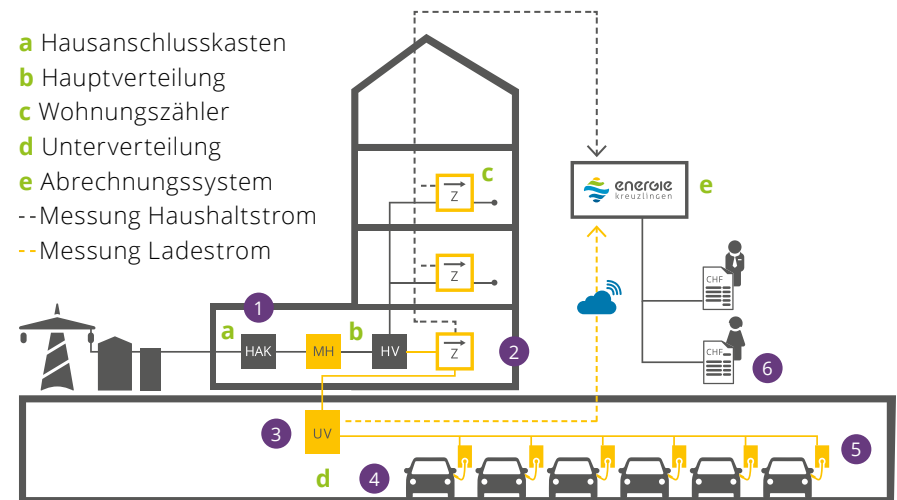 a Hausanschlusskasten
b Hauptverteilung
c Wohnungszähler
d Unterverteilung
e Abrechnungssystem
--Messung Haushaltstrom
--Messung Ladestrom
c
Z
energie
kreuzlingen
e
Z
CHF
1
a
b
HAK
MH
HV
Z
2
CHF
6
3
UV
d
4
5